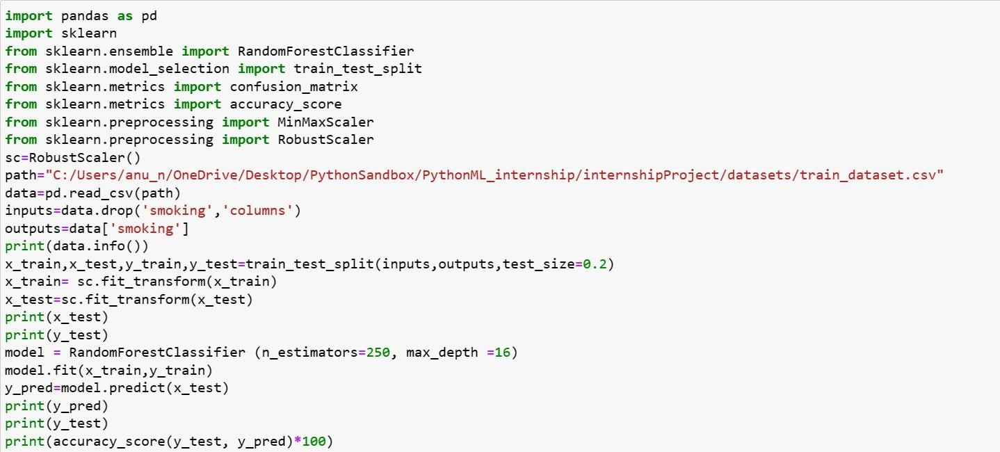 import pandas as pd
import sklearn
from sklearn.ensemble import RandomForestClassifier
from sklearn.model_selection import train_test_split
from sklearn.metrics import confusion_matrix
from sklearn.metrics import accuracy_score
from sklearn.preprocessing import MinMaxScaler
from sklearn.preprocessing import RobustScaler
sc=RobustScaler()
path="C:/Users/anu_n/OneDrive/Desktop/PythonSandbox/PythonML_internship/internshipProject/datasets/train_dataset.csv"
data=pd.read_csv(path)
inputs=data.drop('smoking','columns')
outputs=data['smoking']
print(data.info())
x_train,x_test,y_train,y_test=train_test_split(inputs,outputs,test_size=0.2)
x_train= sc.fit_transform(x_train)
x_test=sc.fit_transform(x_test)
print(x_test)
print(y_test)
model = RandomForestClassifier (n_estimators=250, max_depth =16)
model.fit(x_train,y_train)
y_pred=model.predict(x_test)
print(y_pred)
print(y_test)
print(accuracy_score(y_test, y_pred)*100)